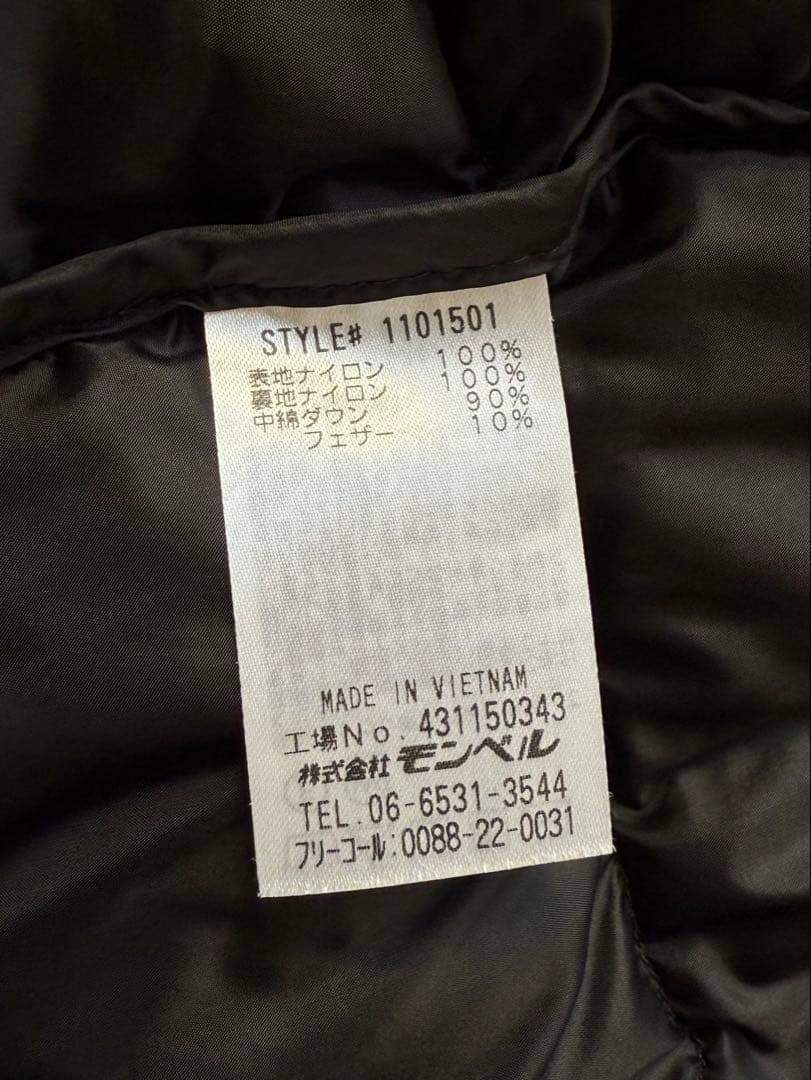 STYLE# 1101501
表地ナイロン 100%
裏地ナイロン 100%
中綿ダウン 90%
フェザー 10%
MADE IN VIETNAM
工場No. 431150343
株式会社モンベル
TEL.06-6531-3544
フリーコール:0088-22-0031